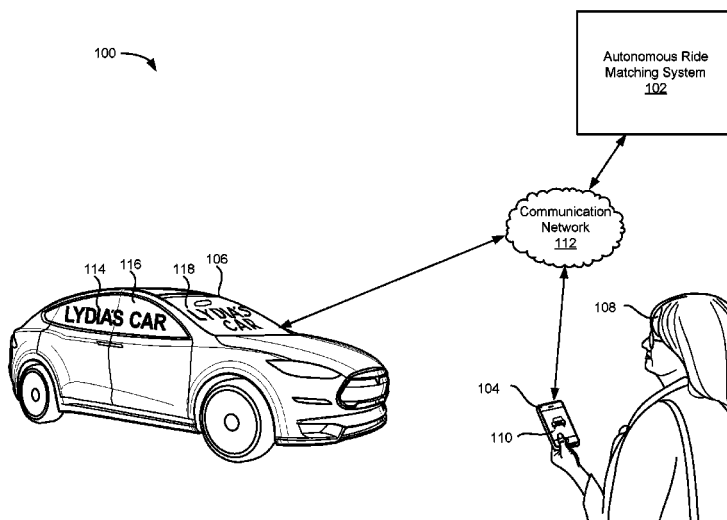 100
Autonomous Ride
Matching System
102
Communication
Network
112
114
116
118
106
LYDIA'S CAR
LYDIA'S
CAR
108
104
110